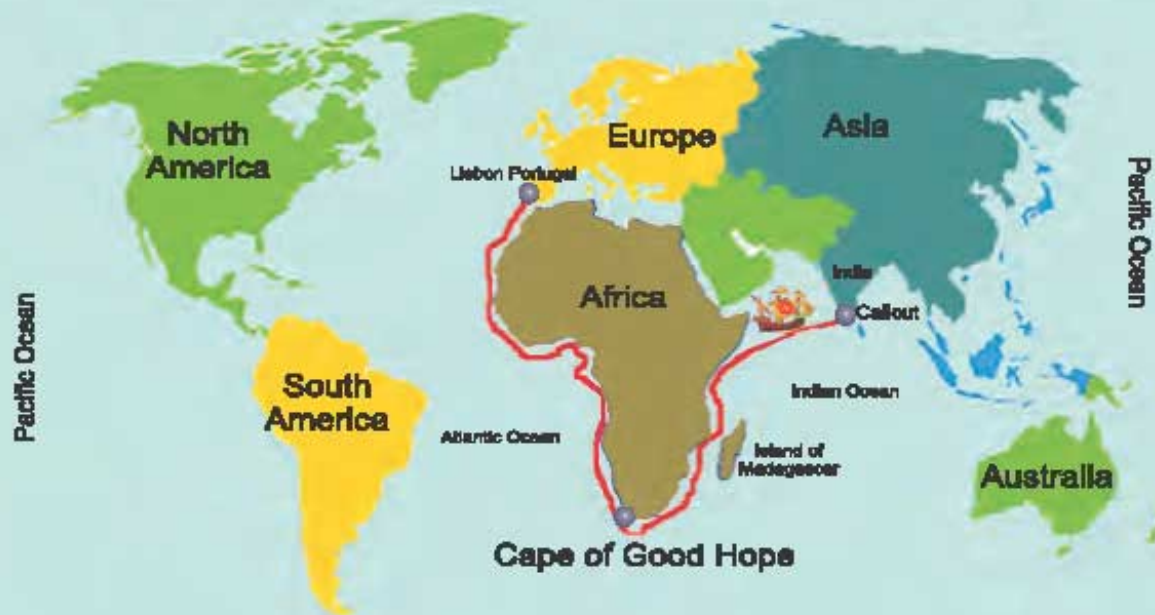 North
America
Europe
Asia
Lisbon Portugal
Pacific Ocean
India
Africa
Calicut
Pacific Ocean
South
America
Indian Ocean
Atlantic Ocean
Island of
Madagascar
Australia
Cape of Good Hope